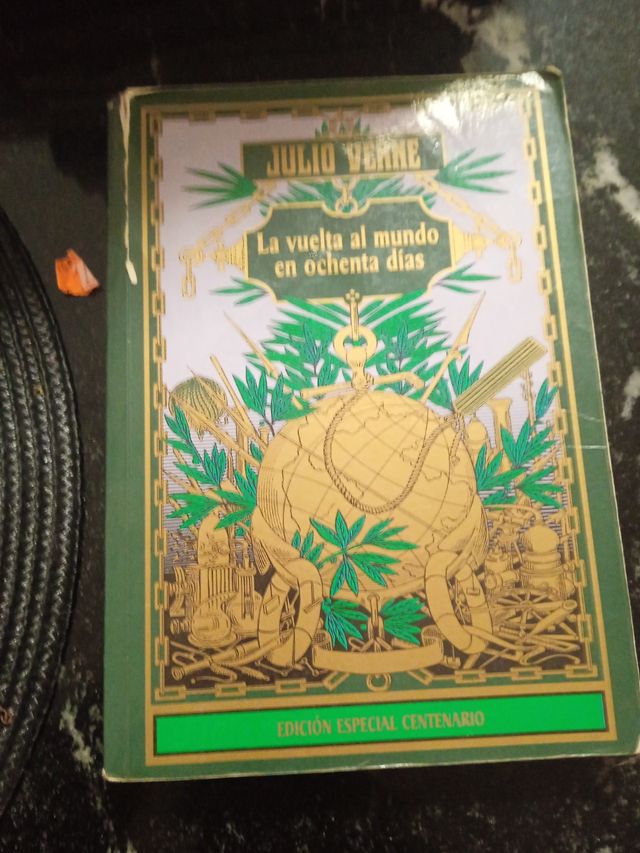 JULIO VERNE
La vuelta al mundo
en ochenta días
EDICIÓN ESPECIAL CENTENARIO